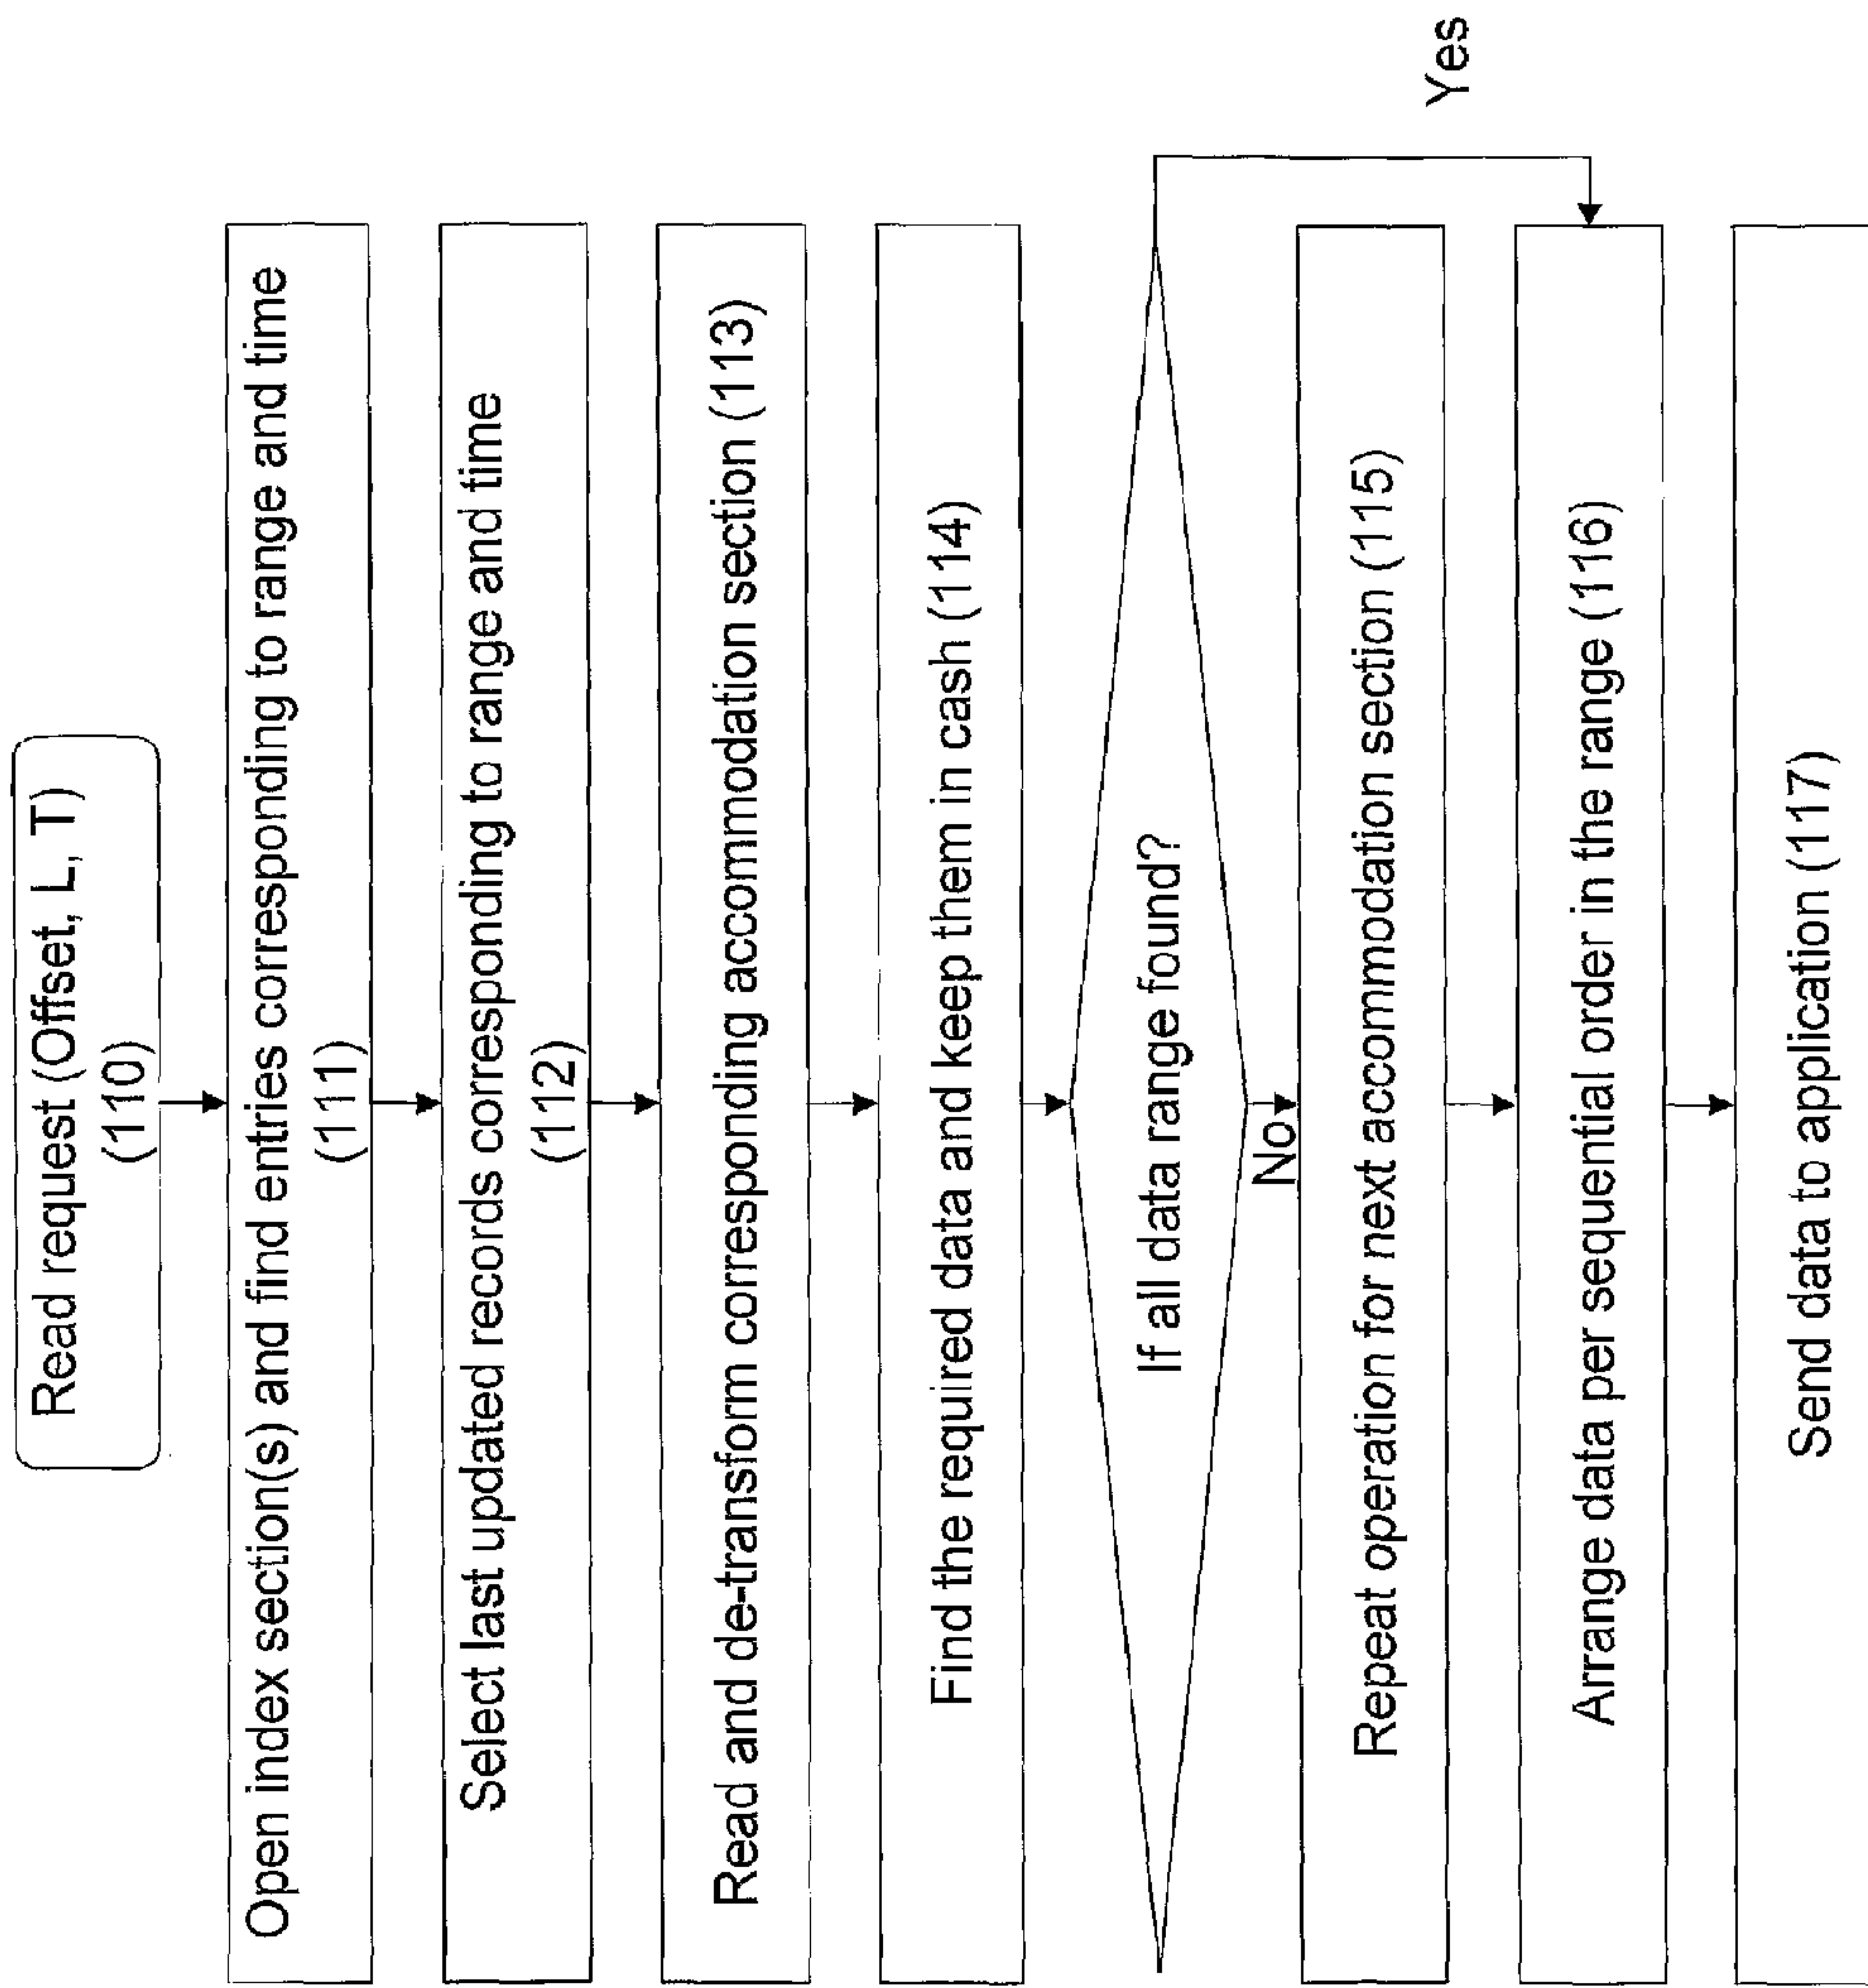 Read request (Offset, L, T)
(110)
Open index section(s) and find entries corresponding to range and time
(111)
Select last updated records corresponding to range and time
(112)
Read and de-transform corresponding accommodation section (113)
Find the required data and keep them in cash (114)
If all data range found?
No
Yes
Repeat operation for next accommodation section (115)
Arrange data per sequential order in the range (116)
Send data to application (117)